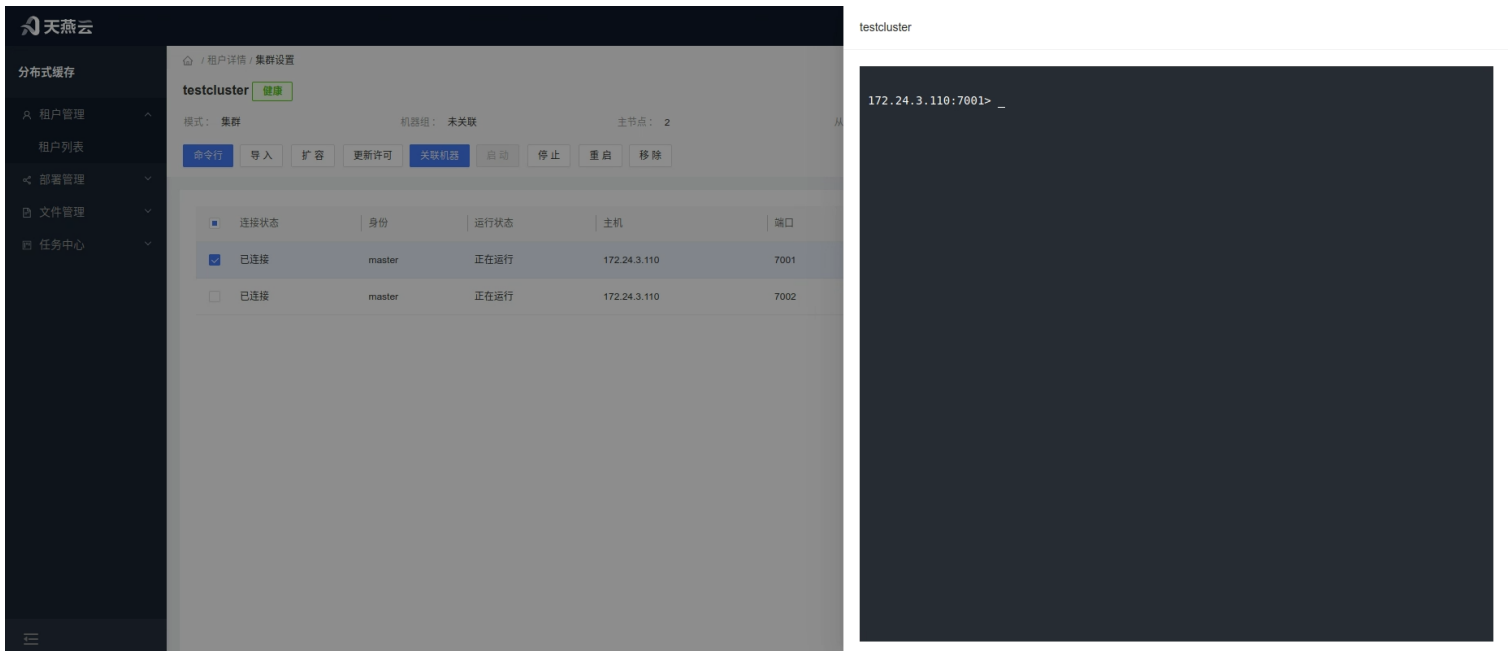 天燕云
testcluster
分布式缓存
租户管理
租户列表
部署管理
文件管理
任务中心
/ 租户详情 / 集群设置
testcluster 健康
模式： 集群 机器组： 未关联 主节点： 2 从
命令行 导入 扩容 更新许可 关联机器 启动 停止 重启 移除
连接状态 身份 运行状态 主机 端口
已连接 master 正在运行 172.24.3.110 7001
已连接 master 正在运行 172.24.3.110 7002
172.24.3.110:7001> _